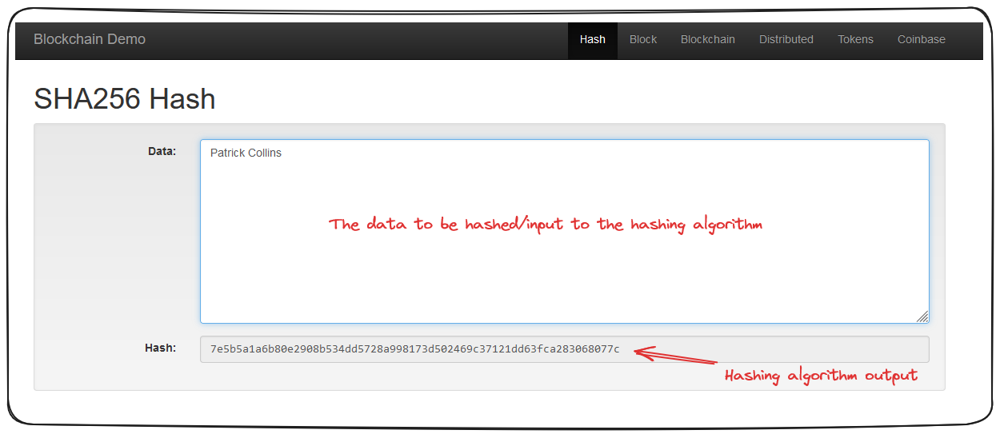 Blockchain Demo Hash Block Blockchain Distributed Tokens Coinbase
SHA256 Hash
Data: Patrick Collins
The data to be hashed/input to the hashing algorithm
Hash: 7e5b5a1a6b80e2908b534dd5728a998173d502469c37121dd63fca283068077c
Hashing algorithm output